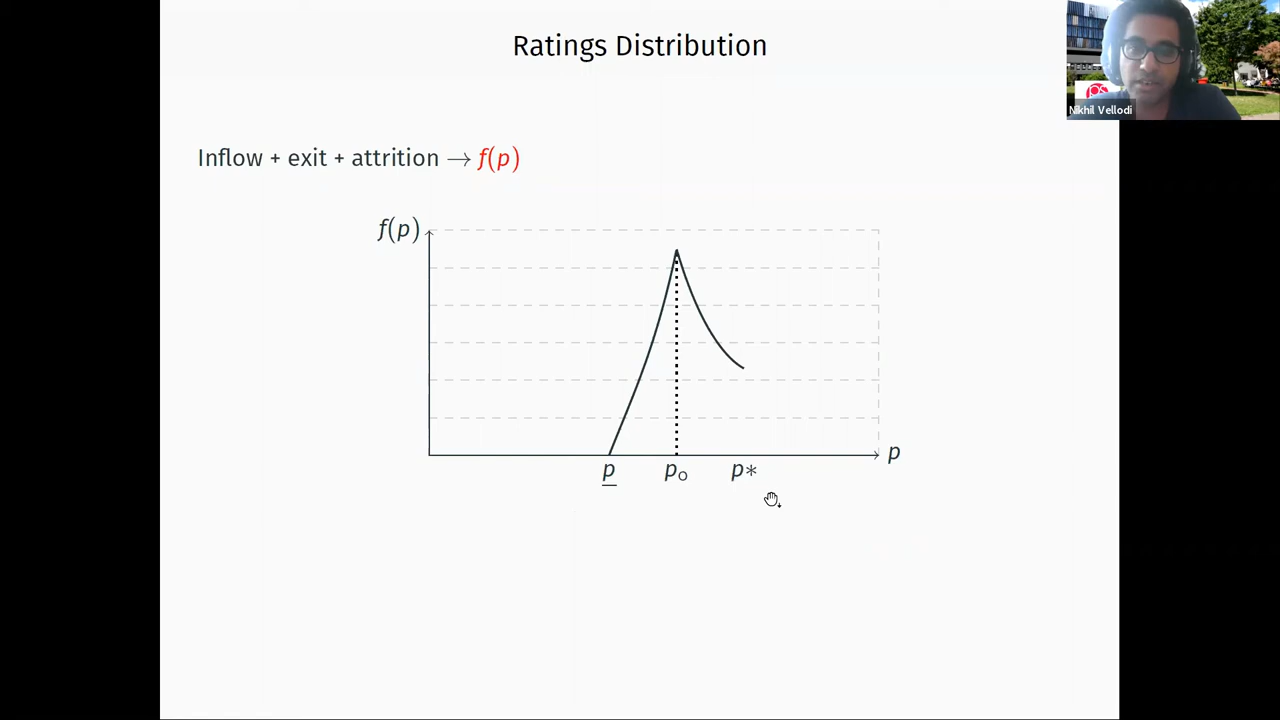 Ratings Distribution
Nikhil Vellodi
Inflow + exit + attrition → f(p)
f(p)
p
p
p₀
p*